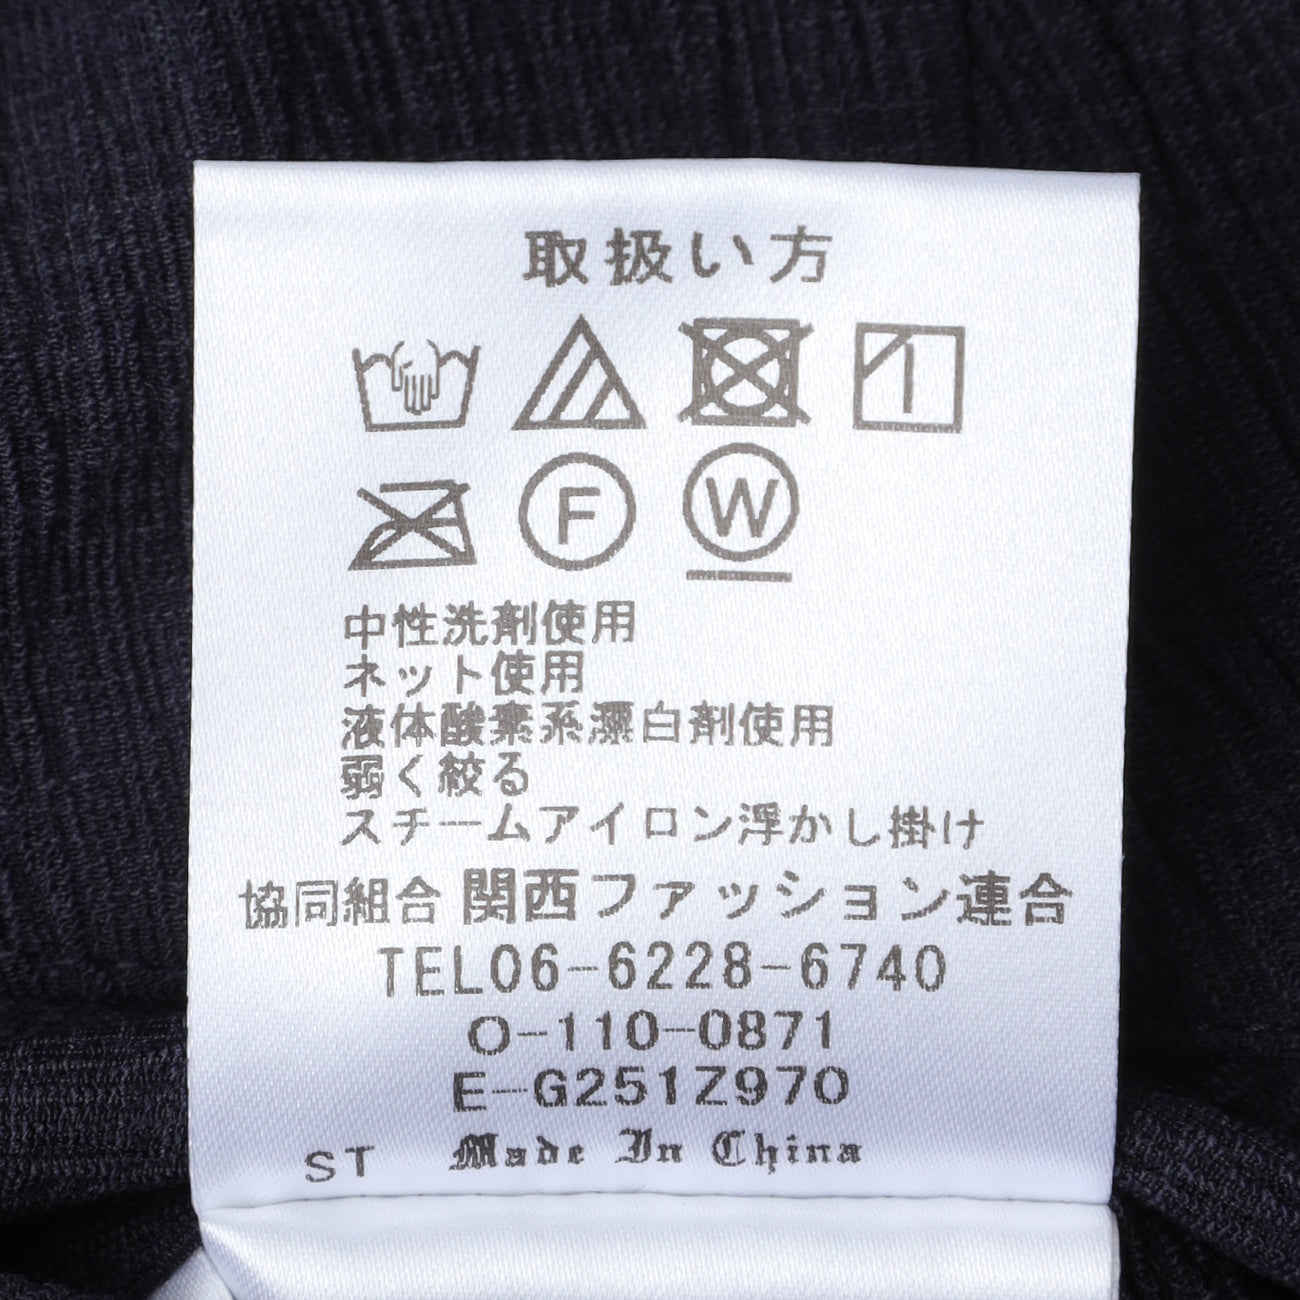 取扱い方
F W
中性洗剤使用
ネット使用
液体酸素系漂白剤使用
弱く絞る
スチームアイロン浮かし掛け
協同組合 関西ファッション連合
TEL06-6228-6740
O-110-0871
E-G251Z970
ST Made In China